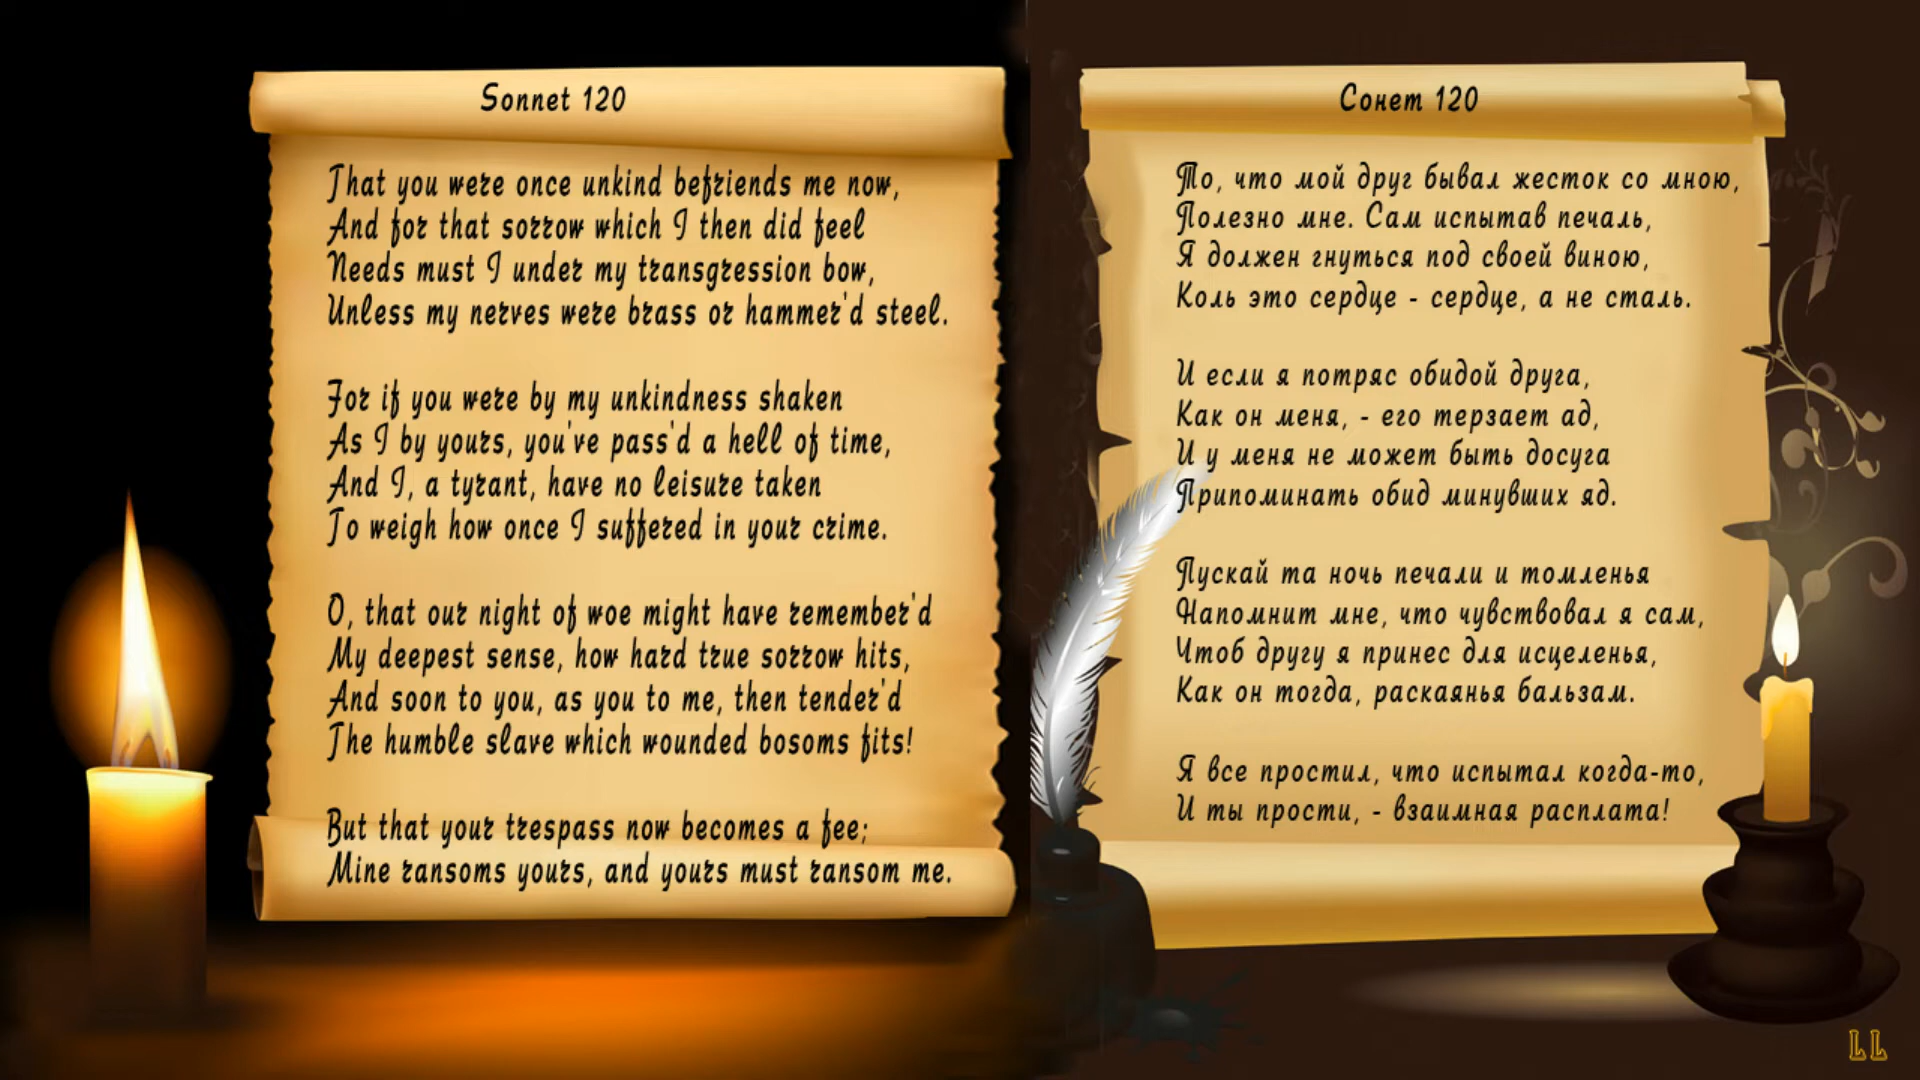 Sonnet 120
That you were once unkind befriends me now,
And for that sorrow which I then did feel
Needs must I under my transgression bow,
Unless my nerves were brass or hammer'd steel.
For if you were by my unkindness shaken
As I by yours, you've pass'd a hell of time,
And I, a tyrant, have no leisure taken
To weigh how once I suffered in your crime.
O, that our night of woe might have remember'd
My deepest sense, how hard true sorrow hits,
And soon to you, as you to me, then tender'd
The humble slave which wounded bosoms fits!
But that your trespass now becomes a fee;
Mine ransoms yours, and yours must ransom me.
Сонет 120
То, что мой друг бывал жесток со мною,
Полезно мне. Сам испытав печаль,
Я должен гнуться под своей виною,
Коль это сердце - сердце, а не сталь.
И если я потряс обидой друга,
Как он меня, - его терзает ад,
И у меня не может быть досуга
Припоминать обид минувших яд.
Пускай та ночь печали и томленья
Напомнит мне, что чувствовал я сам,
Чтоб другу я принес для исцеленья,
Как он тогда, раскаянья бальзам.
Я все простил, что испытал когда-то,
И ты прости, - взаимная расплата!
LL